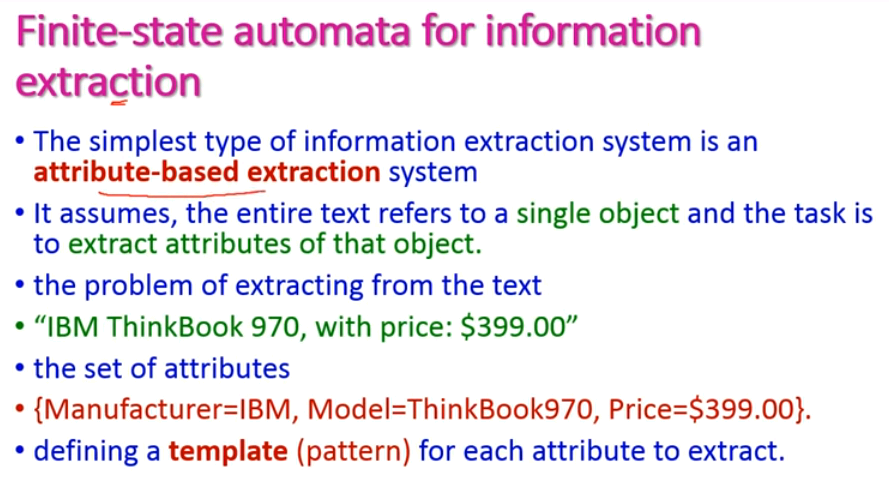 Finite-state automata for information
extraction
• The simplest type of information extraction system is an
attribute-based extraction system
• It assumes, the entire text refers to a single object and the task is
to extract attributes of that object.
• the problem of extracting from the text
• “IBM ThinkBook 970, with price: $399.00”
• the set of attributes
• {Manufacturer=IBM, Model=ThinkBook970, Price=$399.00}.
• defining a template (pattern) for each attribute to extract.